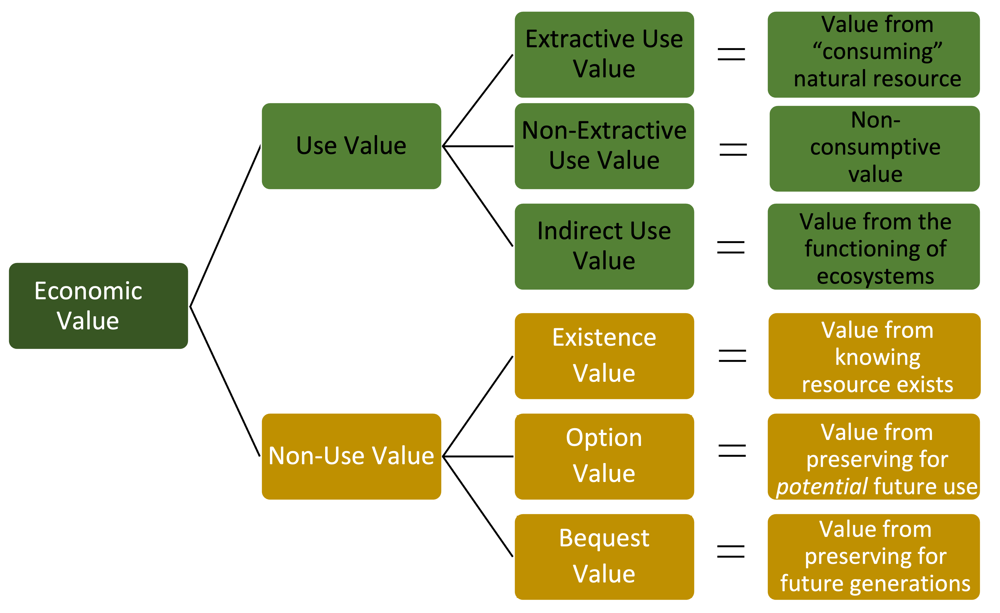 Economic
Value
Use Value
Extractive Use
Value
=
Value from
“consuming”
natural resource
Non-Extractive
Use Value
=
Non-
consumptive
value
Indirect Use
Value
=
Value from the
functioning of
ecosystems
Non-Use Value
Existence
Value
=
Value from
knowing
resource exists
Option
Value
=
Value from
preserving for
potential future use
Bequest
Value
=
Value from
preserving for
future generations